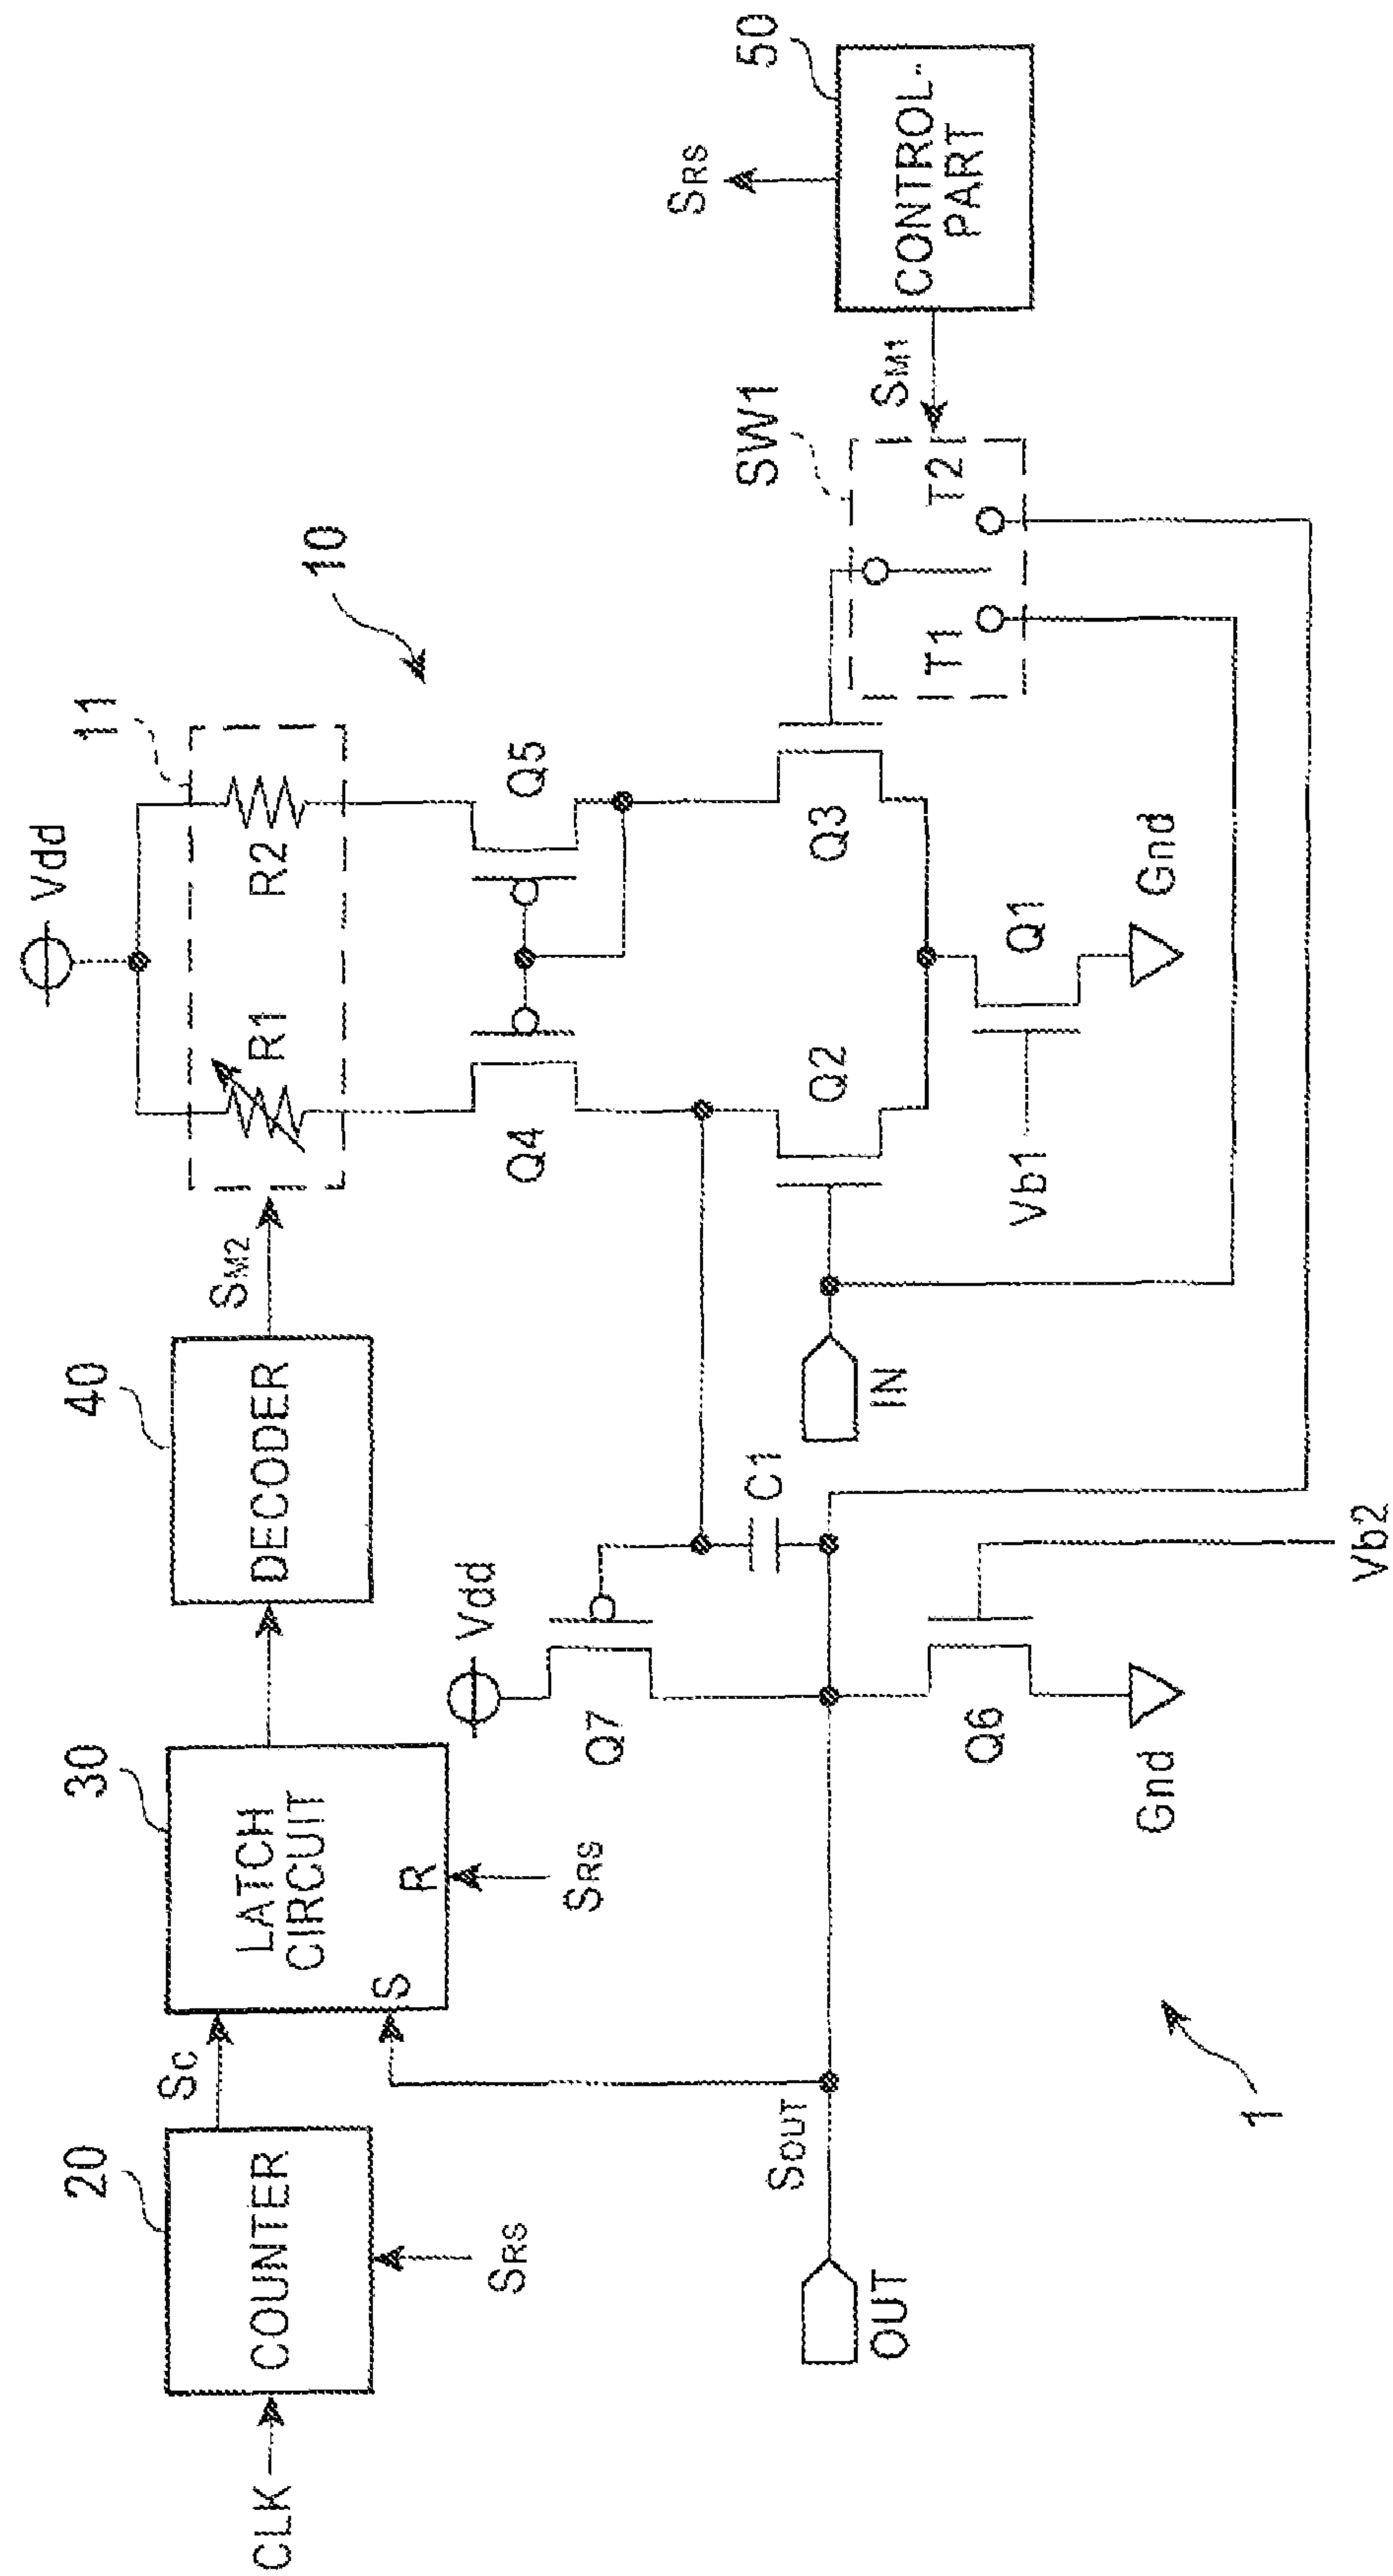 Vdd
10
11
R1
R2
SM2
40
DECODER
30
LATCH
CIRCUIT
S
R
SRS
SC
20
COUNTER
SRS
CLK
Q4
Q5
Vdd
Q7
C1
Q2
Q3
SW1
T1
T2
SM1
50
SRS
CONTROL-
PART
IN
Q1
Vb1
Gnd
SOUT
OUT
Q6
Gnd
Vb2
1